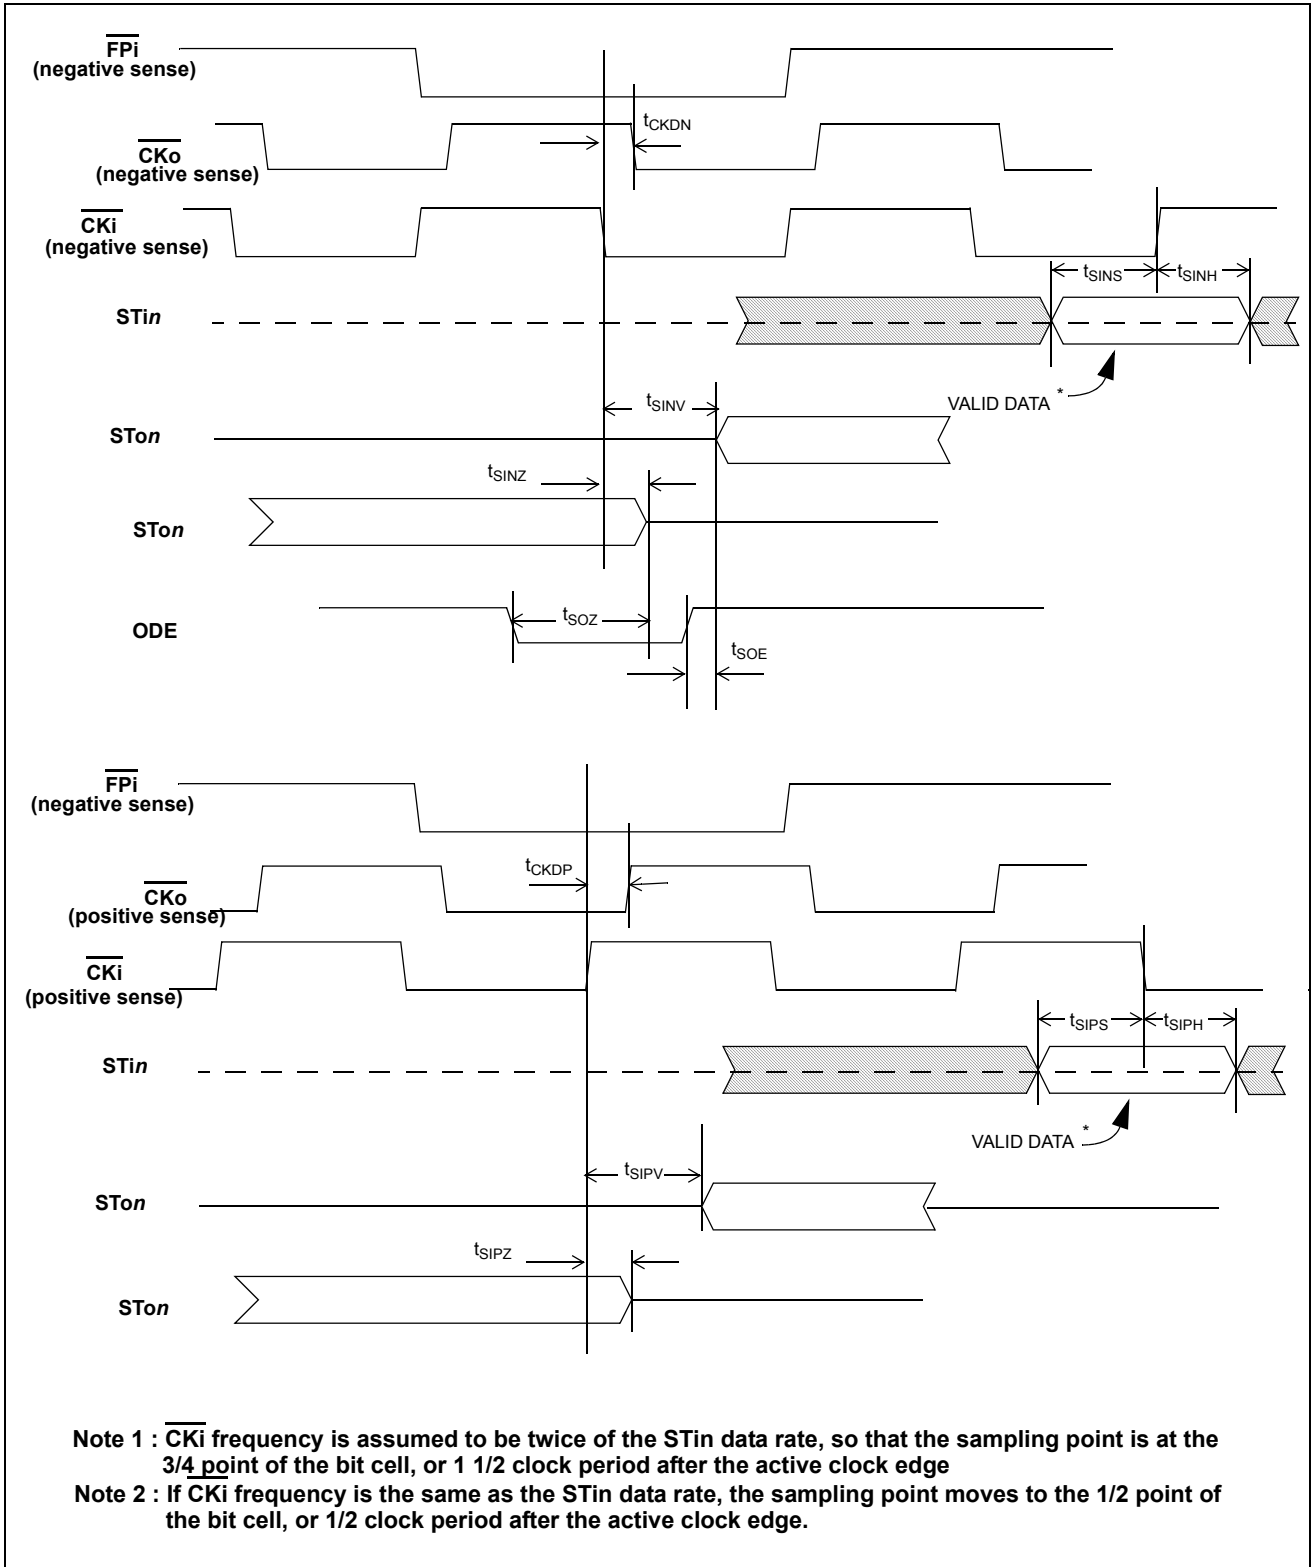 FPi
(negative sense)
tCKDN
CKo
(negative sense)
CKi
(negative sense)
tSINS
tSINH
STin
VALID DATA *
tSINV
STon
tSINZ
STon
tSOZ
ODE
tSOE
FPi
(negative sense)
tCKDP
CKo
(positive sense)
CKi
(positive sense)
tSIPS
tSIPH
STin
VALID DATA *
tSIPV
STon
tSIPZ
STon
Note 1 : CKi frequency is assumed to be twice of the STin data rate, so that the sampling point is at the
3/4 point of the bit cell, or 1 1/2 clock period after the active clock edge
Note 2 : If CKi frequency is the same as the STin data rate, the sampling point moves to the 1/2 point of
the bit cell, or 1/2 clock period after the active clock edge.